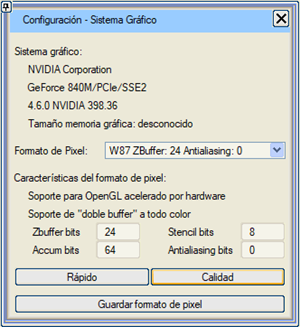 Configuración - Sistema Gráfico
Sistema gráfico:
NVIDIA Corporation
GeForce 840M/PCIe/SSE2
4.6.0 NVIDIA 398.36
Tamaño memoria gráfica: desconocido
Formato de Pixel: W87 ZBuffer: 24 Antialiasing: 0
Características del formato de pixel:
Soporte para OpenGL acelerado por hardware
Soporte de "doble buffer" a todo color
Zbuffer bits 24 Stencil bits 8
Accum bits 64 Antialiasing bits 0
Rápido Calidad
Guardar formato de pixel